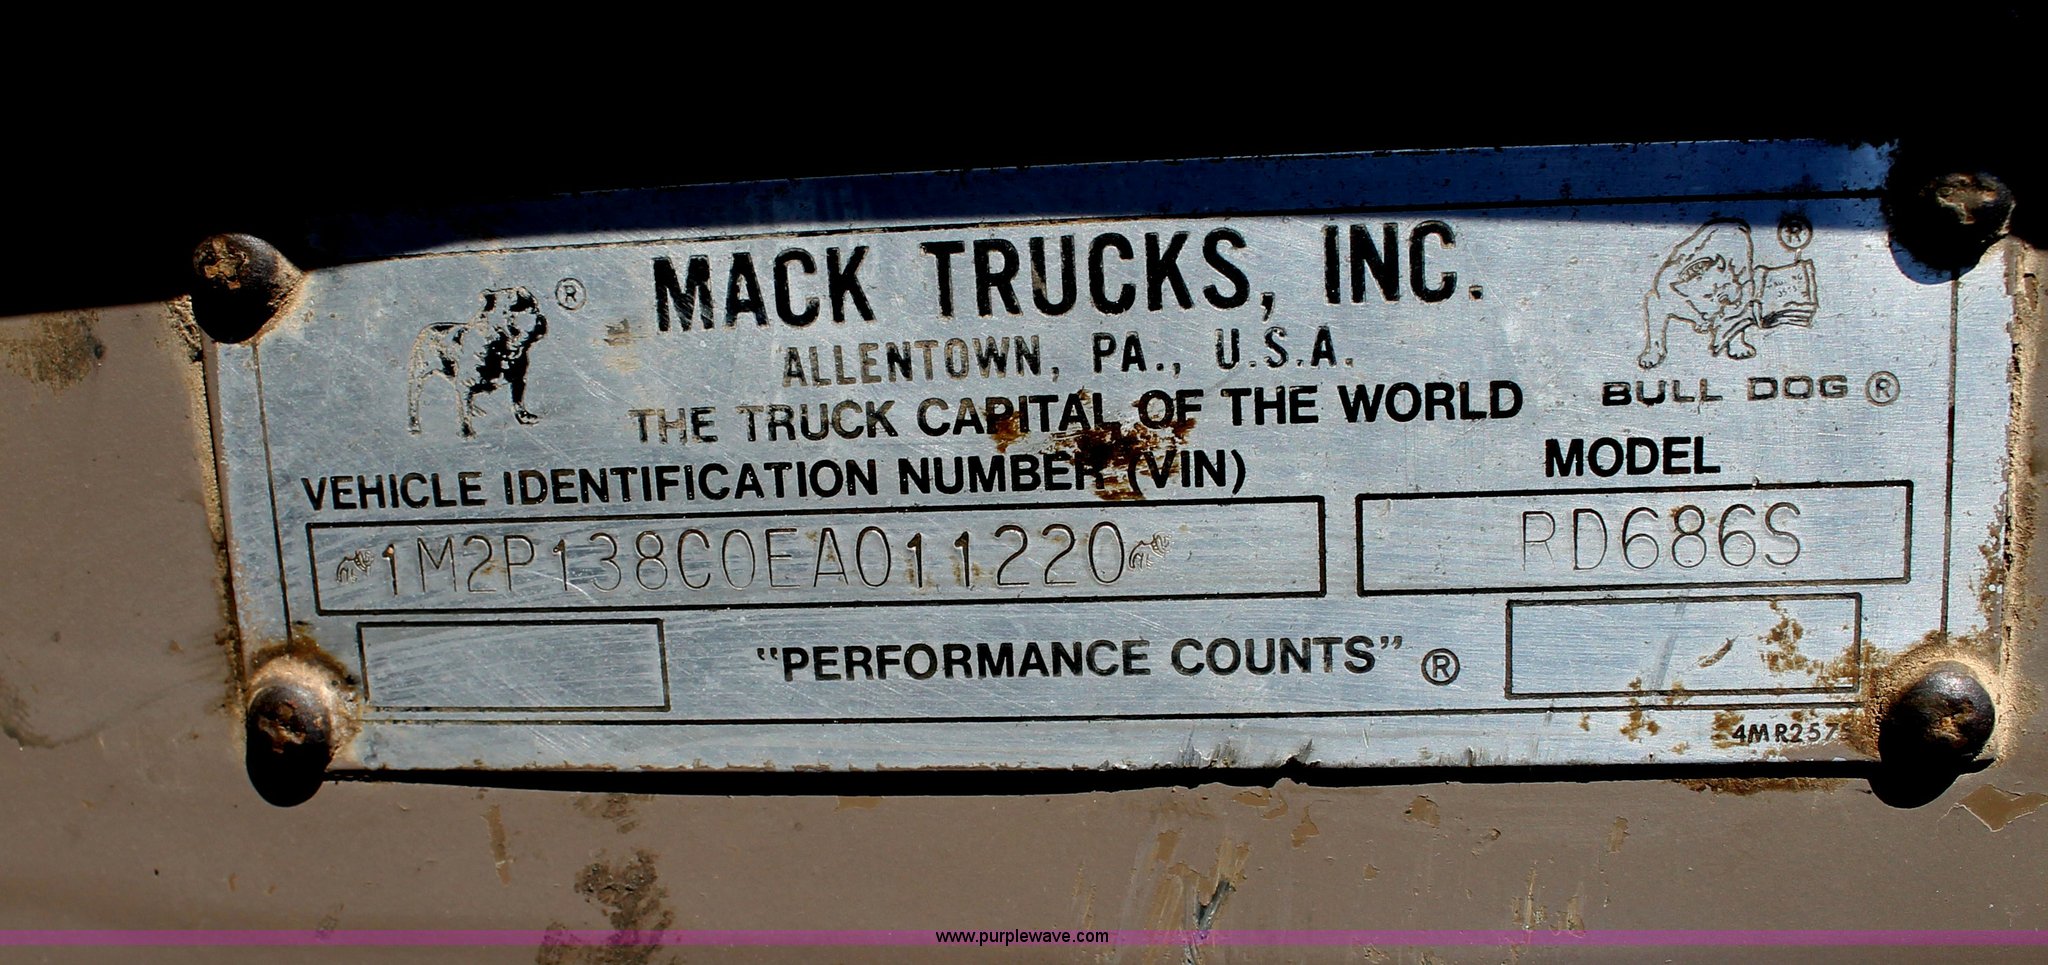 ®
MACK TRUCKS, INC.
®
ALLENTOWN, PA., U.S.A.
BULL DOG ®
THE TRUCK CAPITAL OF THE WORLD
VEHICLE IDENTIFICATION NUMBER (VIN)
MODEL
1M2P138C0EA011220
RD686S
"PERFORMANCE COUNTS" ®
4MR2575
www.purplewave.com